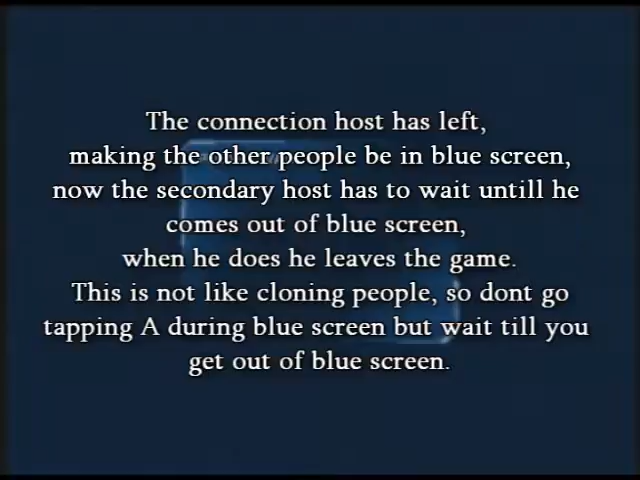 The connection host has left,
making the other people be in blue screen,
now the secondary host has to wait untill he
comes out of blue screen,
when he does he leaves the game.
This is not like cloning people, so dont go
tapping A during blue screen but wait till you
get out of blue screen.